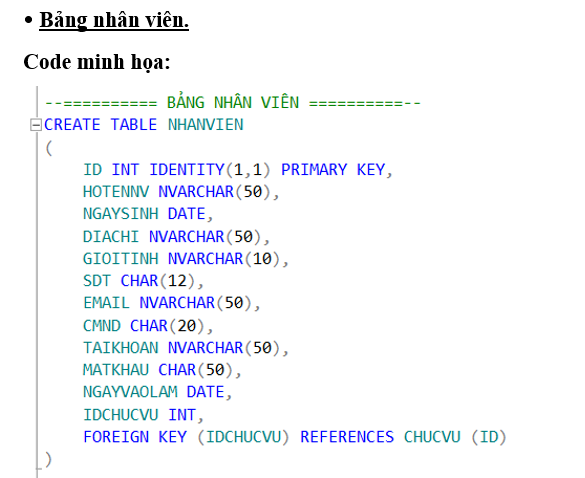 • Bảng nhân viên.
Code minh họa:
--========== BẢNG NHÂN VIÊN ==========--
CREATE TABLE NHANVIEN
(
ID INT IDENTITY(1,1) PRIMARY KEY,
HOTENNV NVARCHAR(50),
NGAYSINH DATE,
DIACHI NVARCHAR(50),
GIOITINH NVARCHAR(10),
SDT CHAR(12),
EMAIL NVARCHAR(50),
CMND CHAR(20),
TAIKHOAN NVARCHAR(50),
MATKHAU CHAR(50),
NGAYVAOLAM DATE,
IDCHUCVU INT,
FOREIGN KEY (IDCHUCVU) REFERENCES CHUCVU (ID)
)